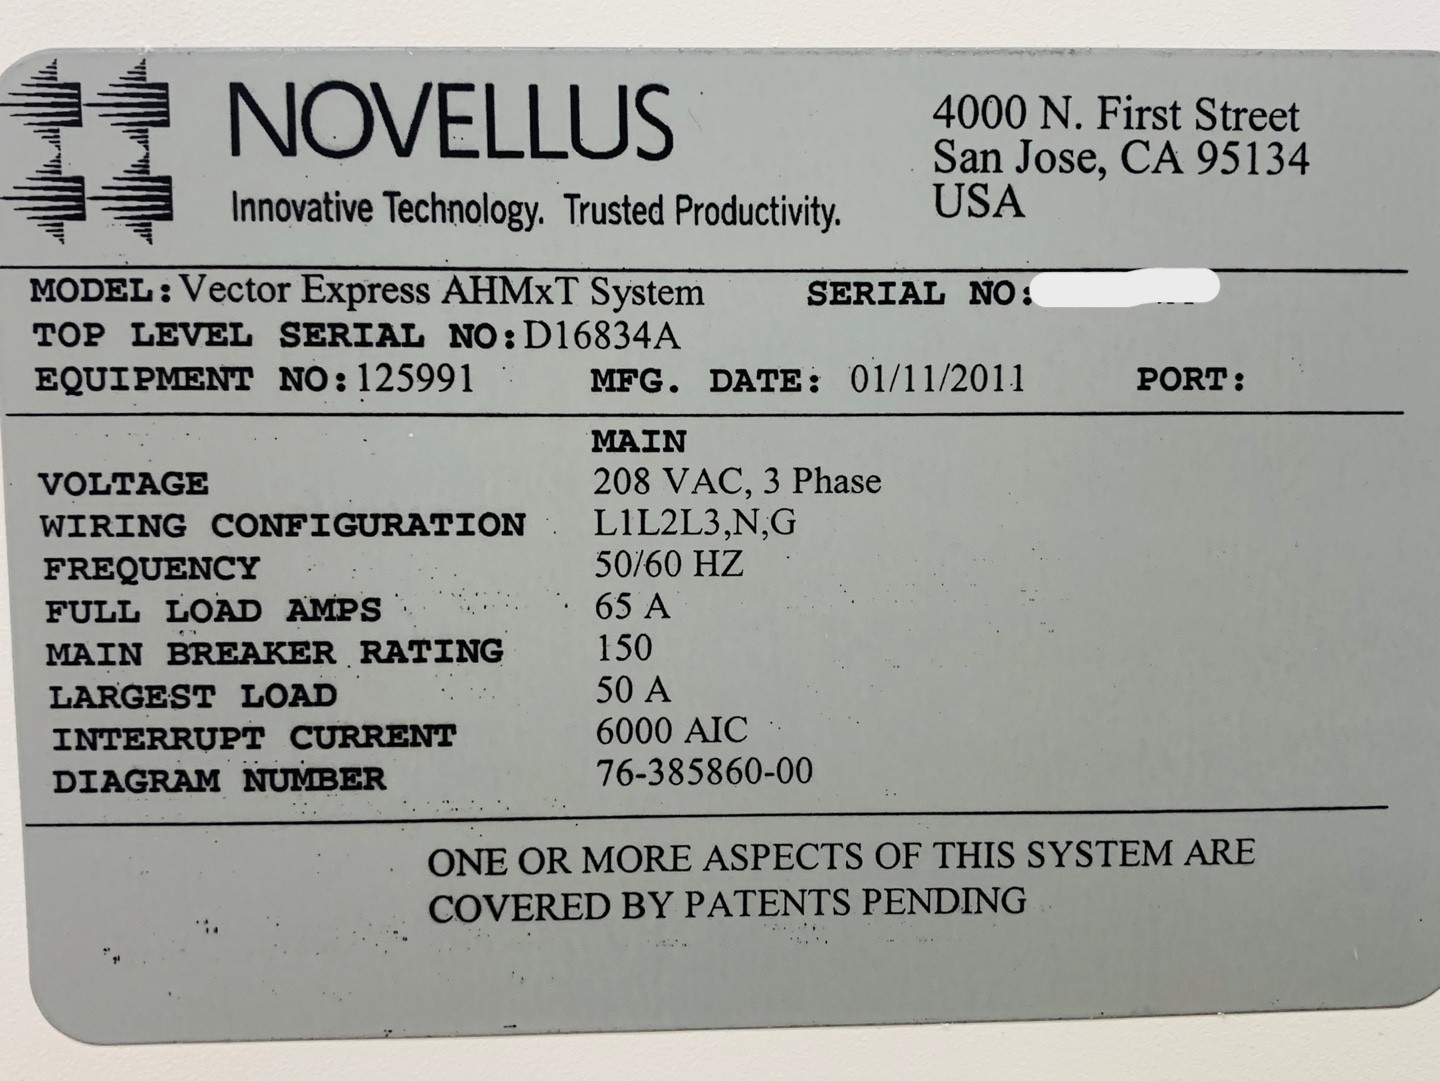 NOVELLUS
Innovative Technology. Trusted Productivity.
4000 N. First Street
San Jose, CA 95134
USA
MODEL: Vector Express AHMxT System SERIAL NO:
TOP LEVEL SERIAL NO: D16834A
EQUIPMENT NO: 125991 MFG. DATE: 01/11/2011 PORT:
MAIN
VOLTAGE 208 VAC, 3 Phase
WIRING CONFIGURATION L1L2L3,N,G
FREQUENCY 50/60 HZ
FULL LOAD AMPS 65 A
MAIN BREAKER RATING 150
LARGEST LOAD 50 A
INTERRUPT CURRENT 6000 AIC
DIAGRAM NUMBER 76-385860-00
ONE OR MORE ASPECTS OF THIS SYSTEM ARE
COVERED BY PATENTS PENDING